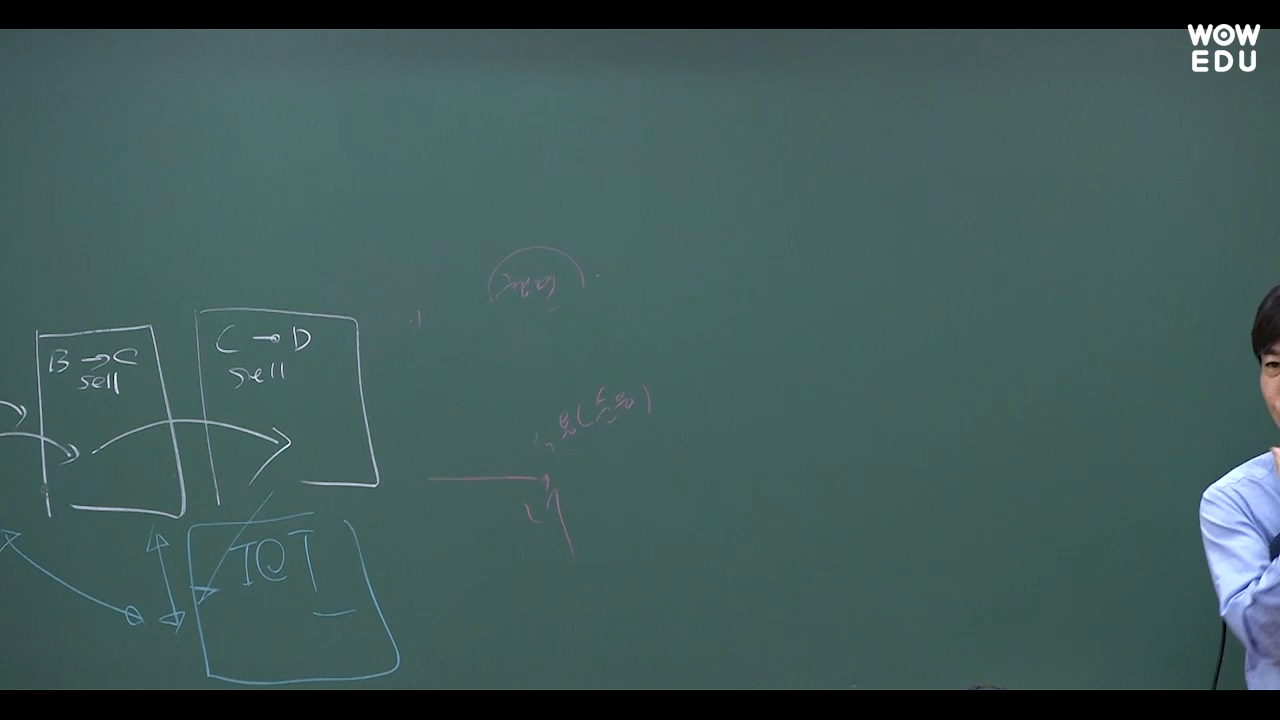 WOW
EDU
B → C
sell
C → D
sell
IOT